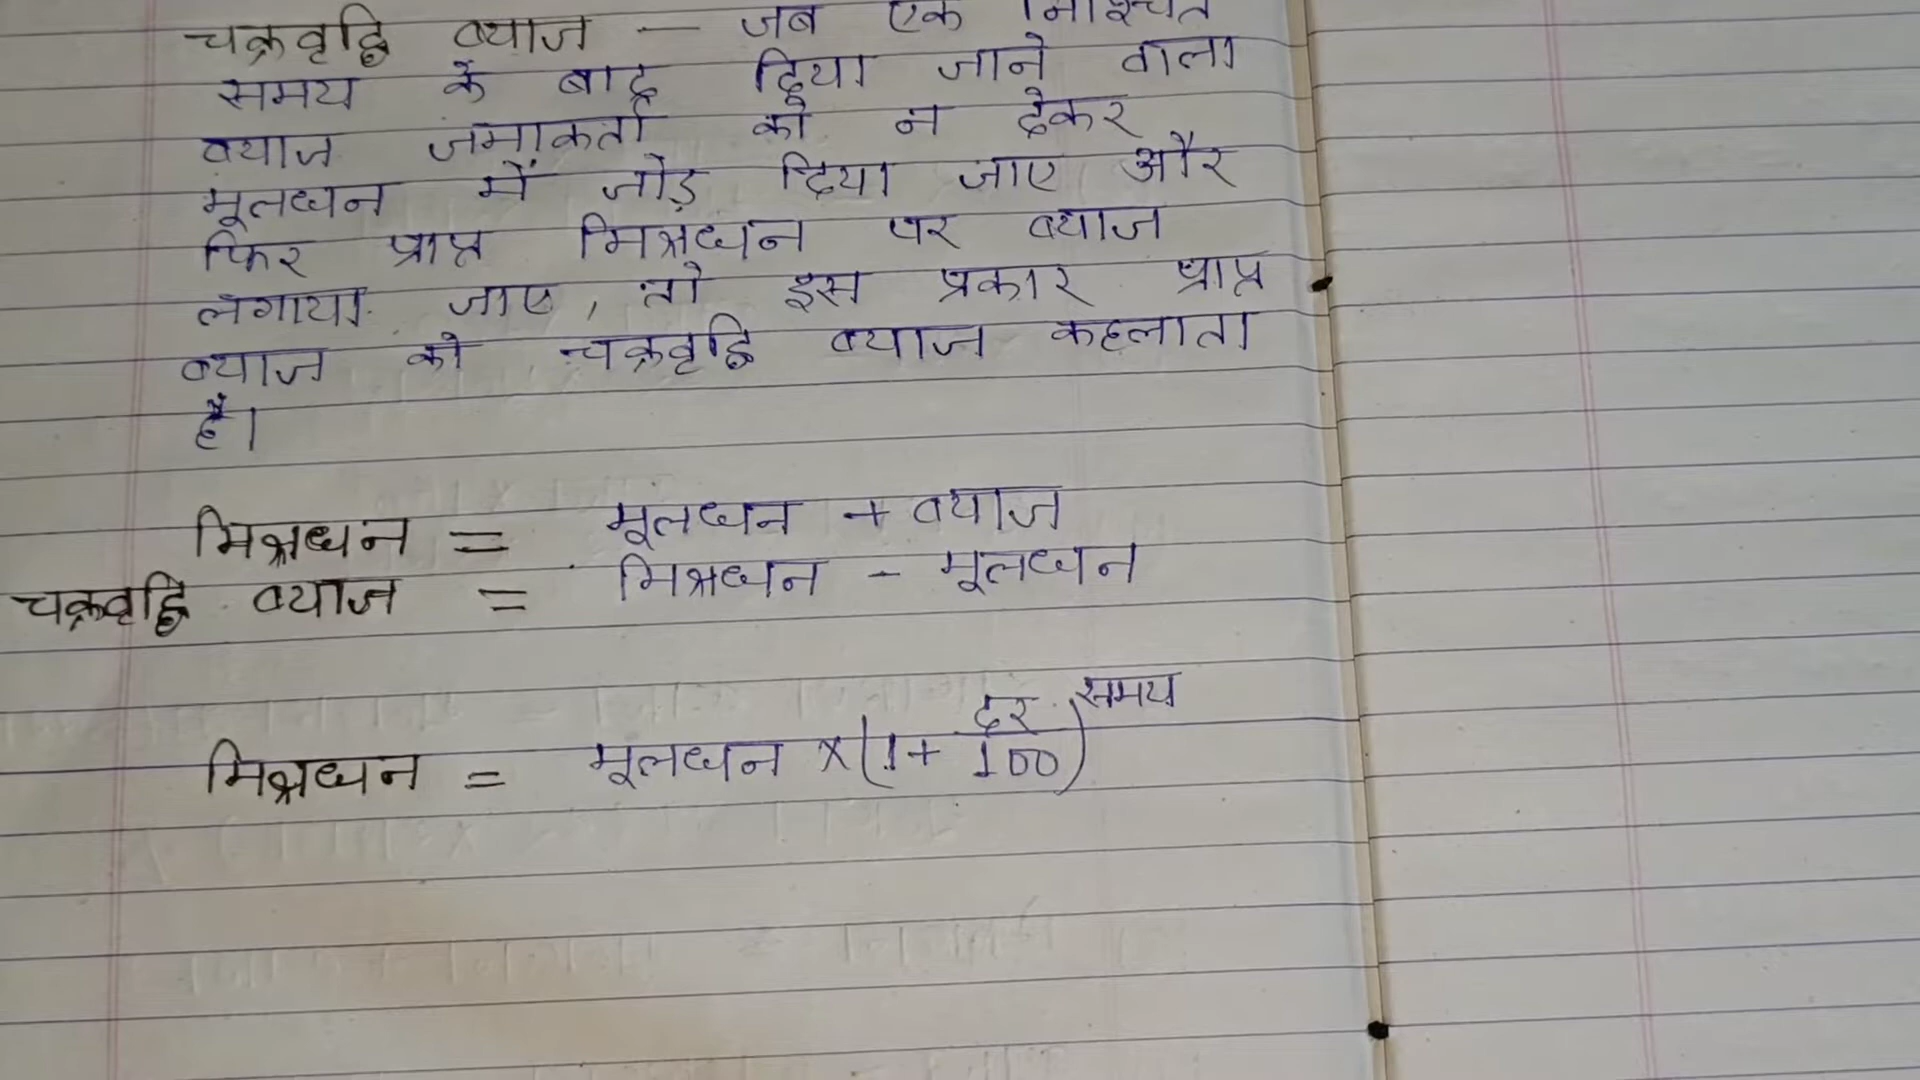 चक्रवृद्धि ब्याज – जब एक निश्चित
समय के बाद दिया जाने वाला
ब्याज जमाकर्ता को न देकर
मूलधन में जोड़ दिया जाए और
फिर प्राप्त मिश्रधन पर ब्याज
लगाया जाए, तो इस प्रकार प्राप्त
ब्याज को चक्रवृद्धि ब्याज कहलाता
है।
मिश्रधन = मूलधन + ब्याज
चक्रवृद्धि ब्याज = मिश्रधन - मूलधन
मिश्रधन = मूलधन × (1 + दर/100)^समय